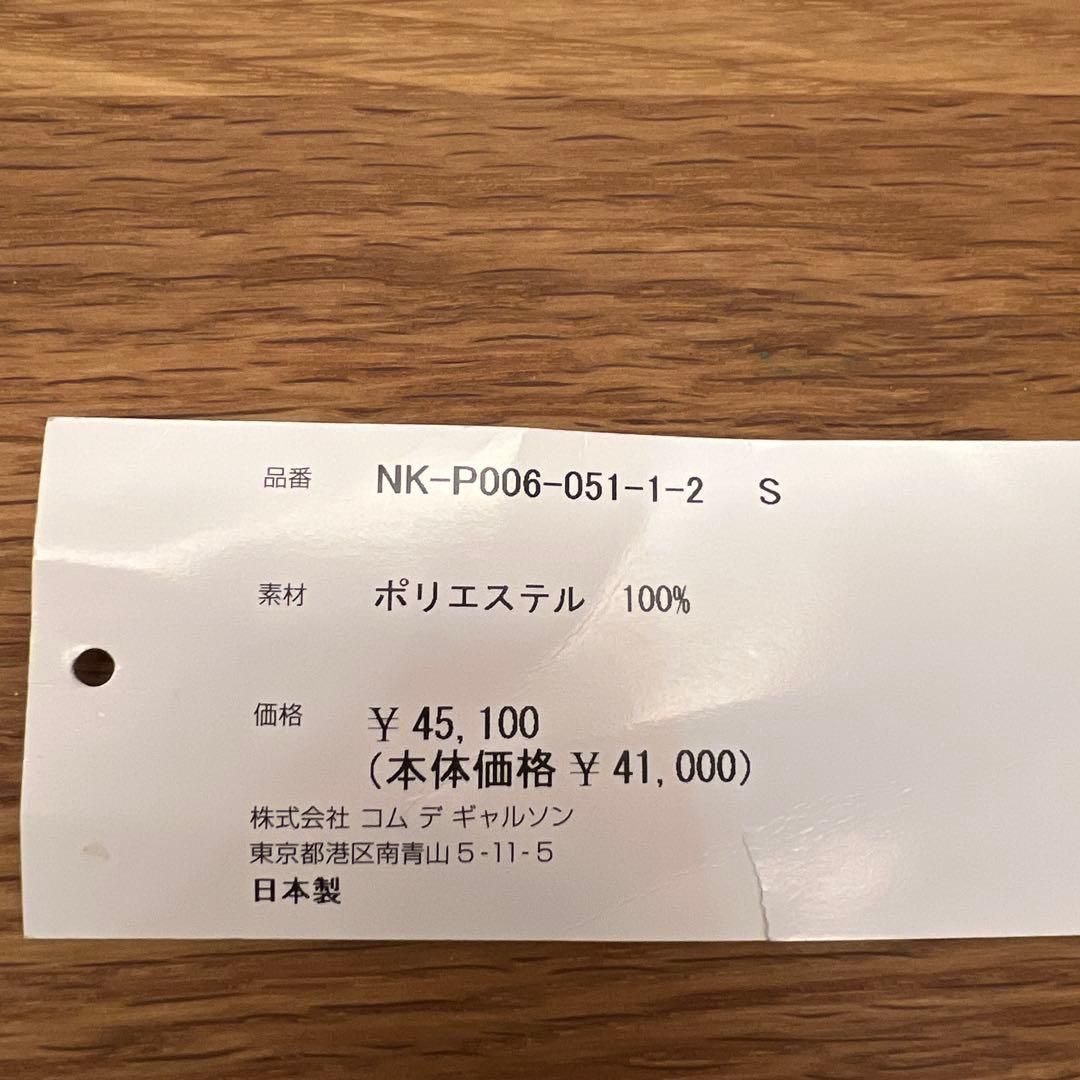 品番 NK-P006-051-1-2 S
素材 ポリエステル 100%
価格 ¥ 45,100
(本体価格 ¥ 41,000)
株式会社 コム デ ギャルソン
東京都港区南青山5-11-5
日本製